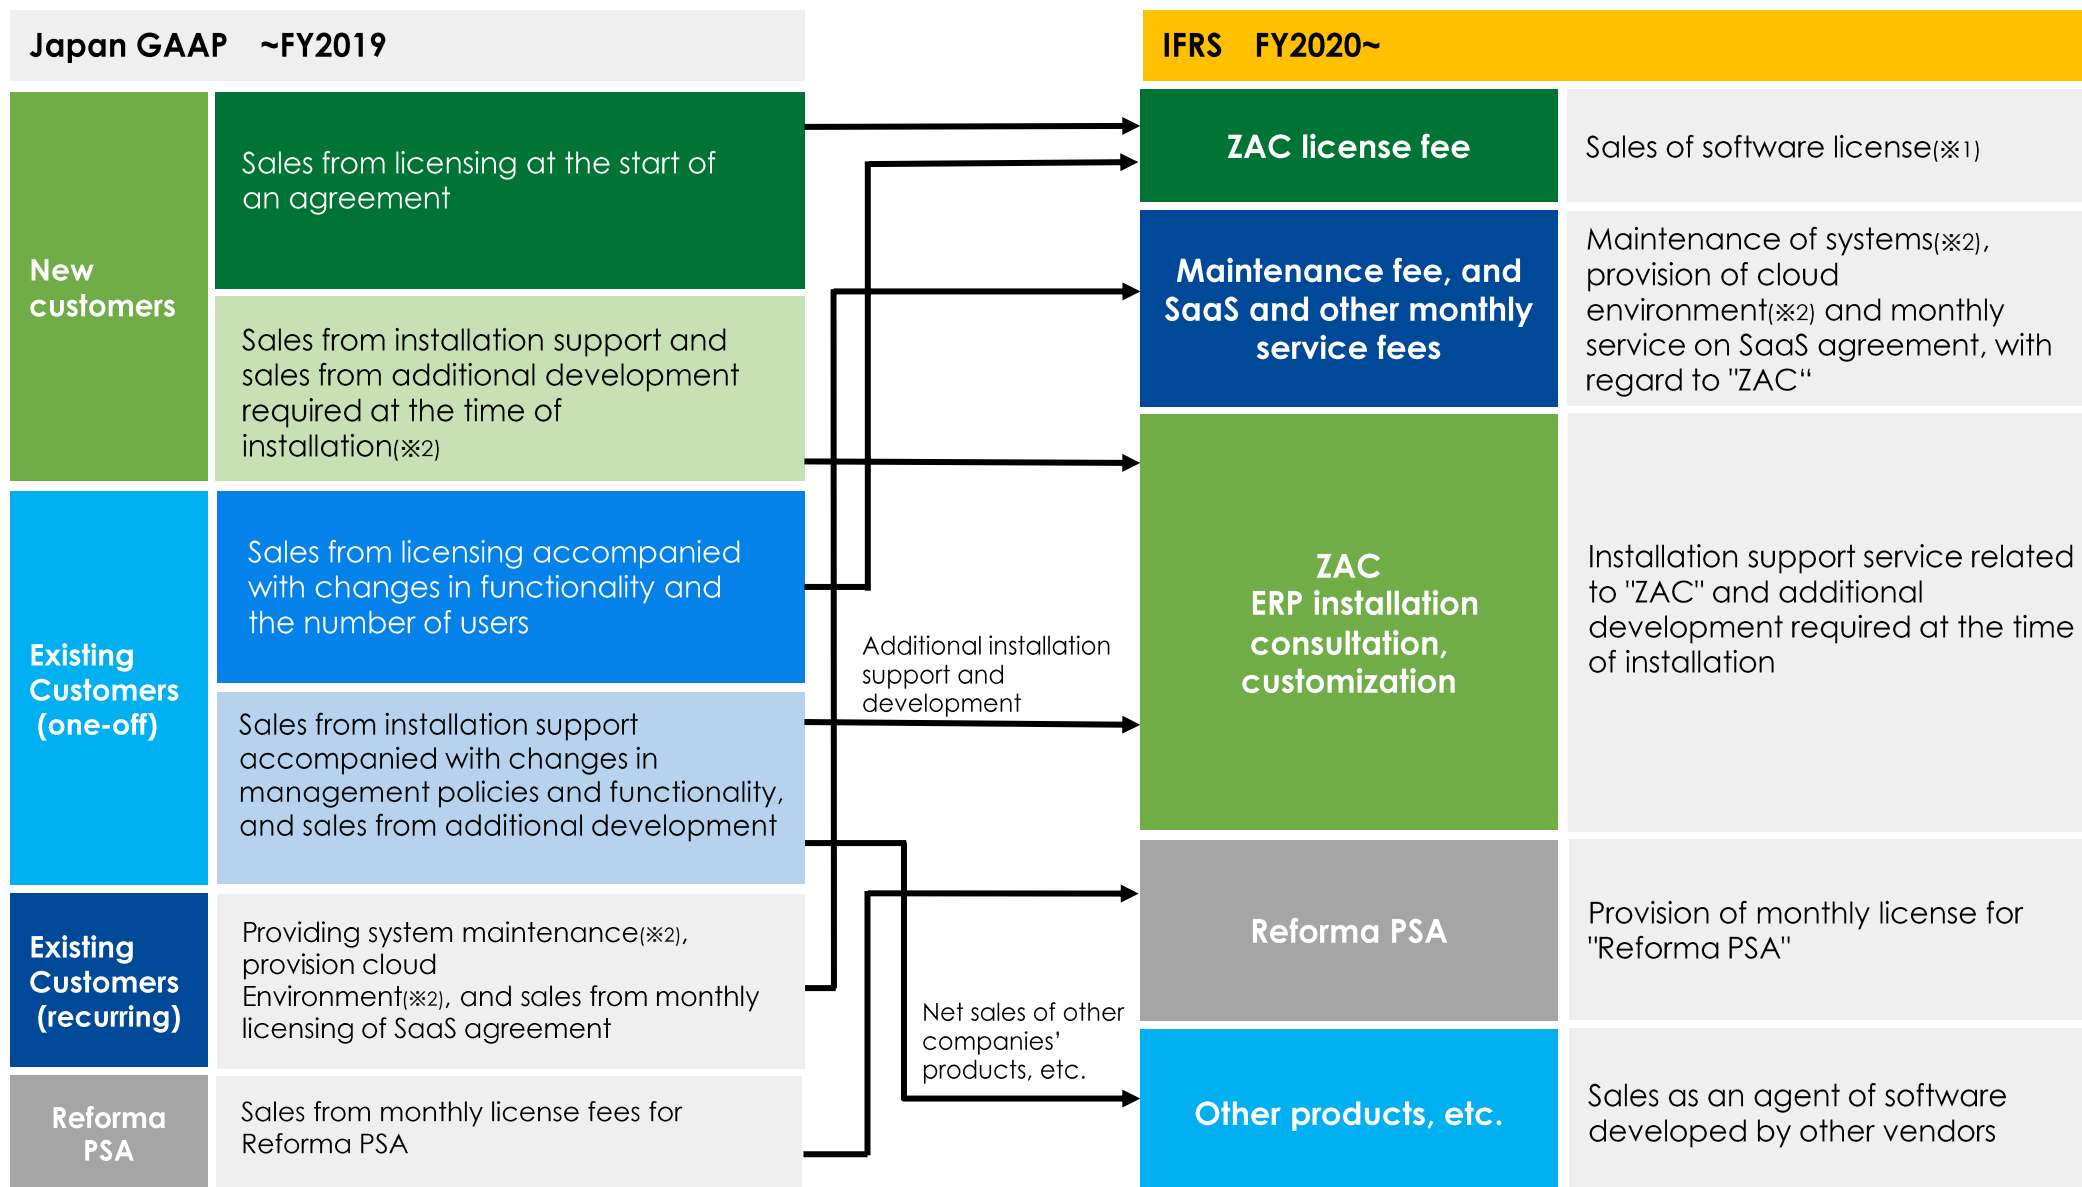 Japan GAAP ~FY2019
New
customers
Sales from licensing at the start of
an agreement
Sales from installation support and
sales from additional development
required at the time of
installation(※2)
Existing
Customers
(one-off)
Sales from licensing accompanied
with changes in functionality and
the number of users
Sales from installation support
accompanied with changes in
management policies and functionality,
and sales from additional development
Existing
Customers
(recurring)
Providing system maintenance(※2),
provision cloud
Environment(※2), and sales from monthly
licensing of SaaS agreement
Reforma
PSA
Sales from monthly license fees for
Reforma PSA
Additional installation
support and
development
Net sales of other
companies’
products, etc.
IFRS FY2020~
ZAC license fee
Sales of software license(※1)
Maintenance fee, and
SaaS and other monthly
service fees
Maintenance of systems(※2),
provision of cloud
environment(※2) and monthly
service on SaaS agreement, with
regard to "ZAC“
ZAC
ERP installation
consultation,
customization
Installation support service related
to "ZAC" and additional
development required at the time
of installation
Reforma PSA
Provision of monthly license for
"Reforma PSA"
Other products, etc.
Sales as an agent of software
developed by other vendors